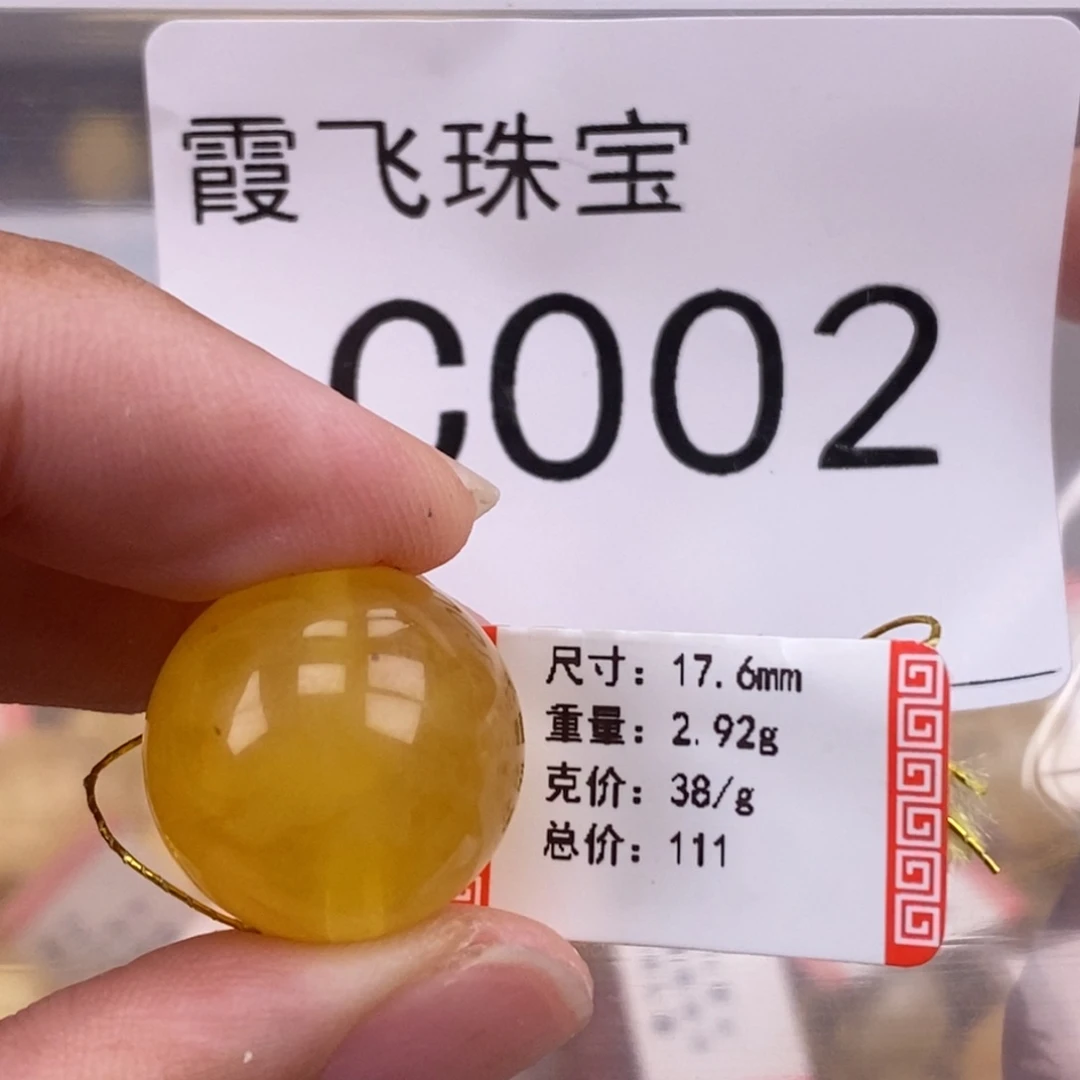 霞飞珠宝
C002
尺寸：17.6mm
重量：2.92g
克价：38/g
总价：111